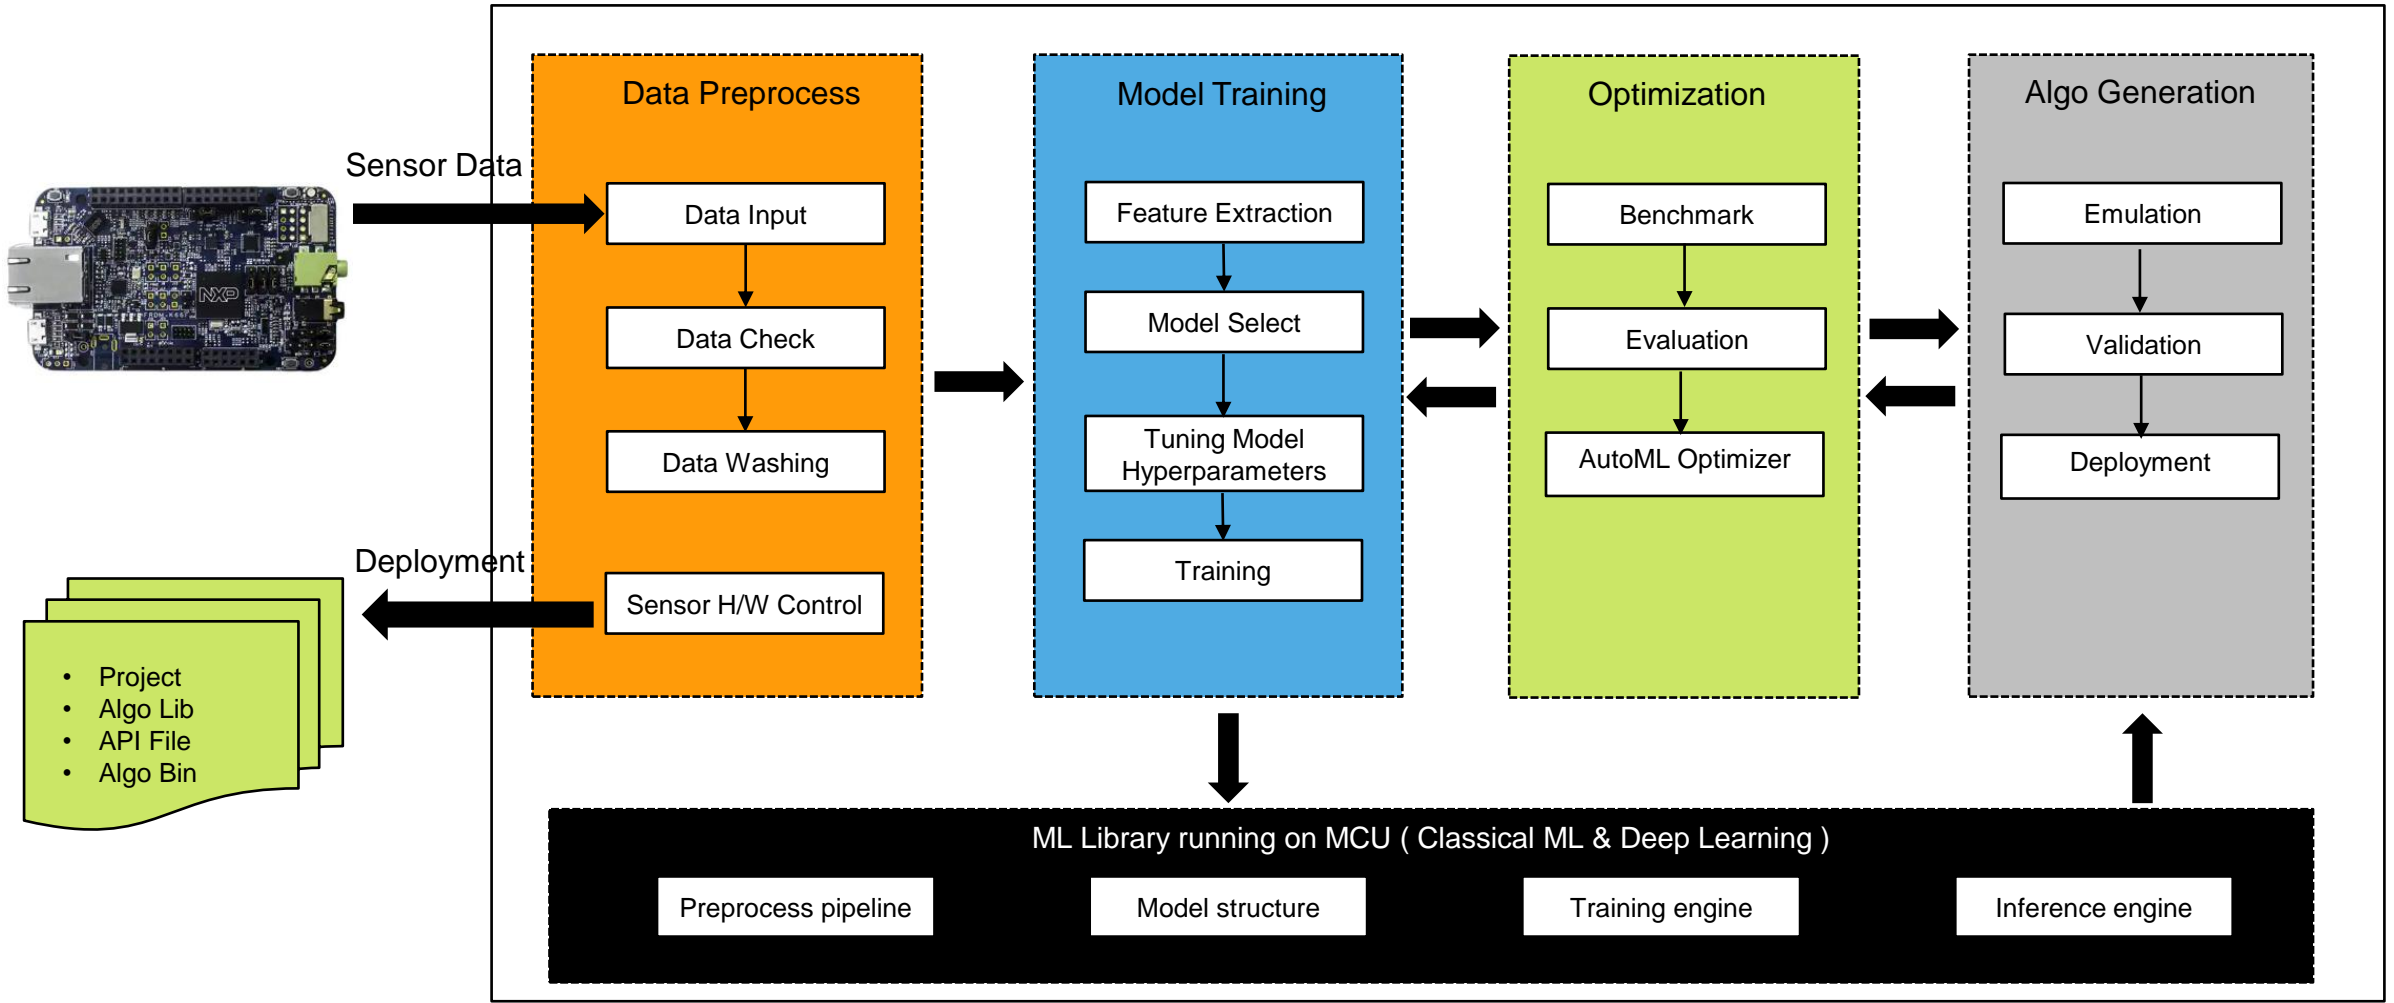 Sensor Data
NXP
Deployment
• Project
• Algo Lib
• API File
• Algo Bin
Data Preprocess
Data Input
Data Check
Data Washing
Sensor H/W Control
Model Training
Feature Extraction
Model Select
Tuning Model
Hyperparameters
Training
Optimization
Benchmark
Evaluation
AutoML Optimizer
Algo Generation
Emulation
Validation
Deployment
ML Library running on MCU ( Classical ML & Deep Learning )
Preprocess pipeline
Model structure
Training engine
Inference engine